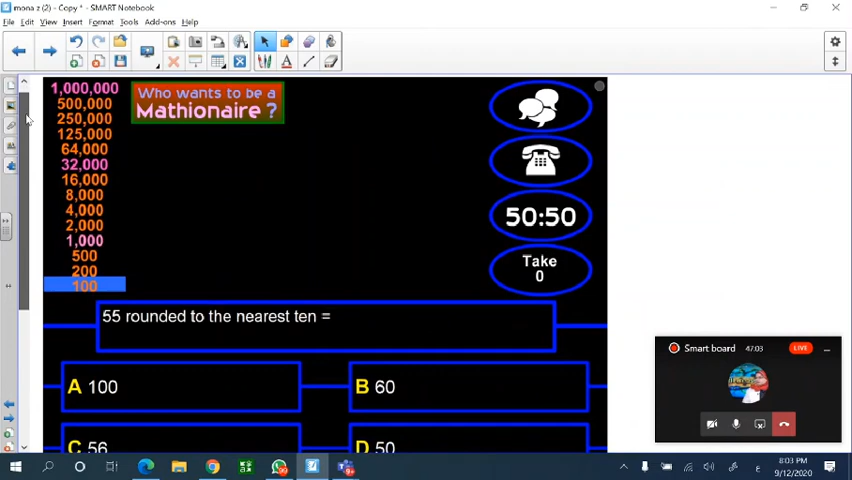 mona z (2) - Copy * - SMART Notebook
File Edit View Insert Format Tools Add-ons Help
1,000,000
500,000
250,000
125,000
64,000
32,000
16,000
8,000
4,000
2,000
1,000
500
200
100
Who wants to be a
Mathionaire ?
50:50
Take
0
55 rounded to the nearest ten =
A 100
B 60
C 56
D 50
Smart board 47:03 LIVE
8:03 PM
9/12/2020